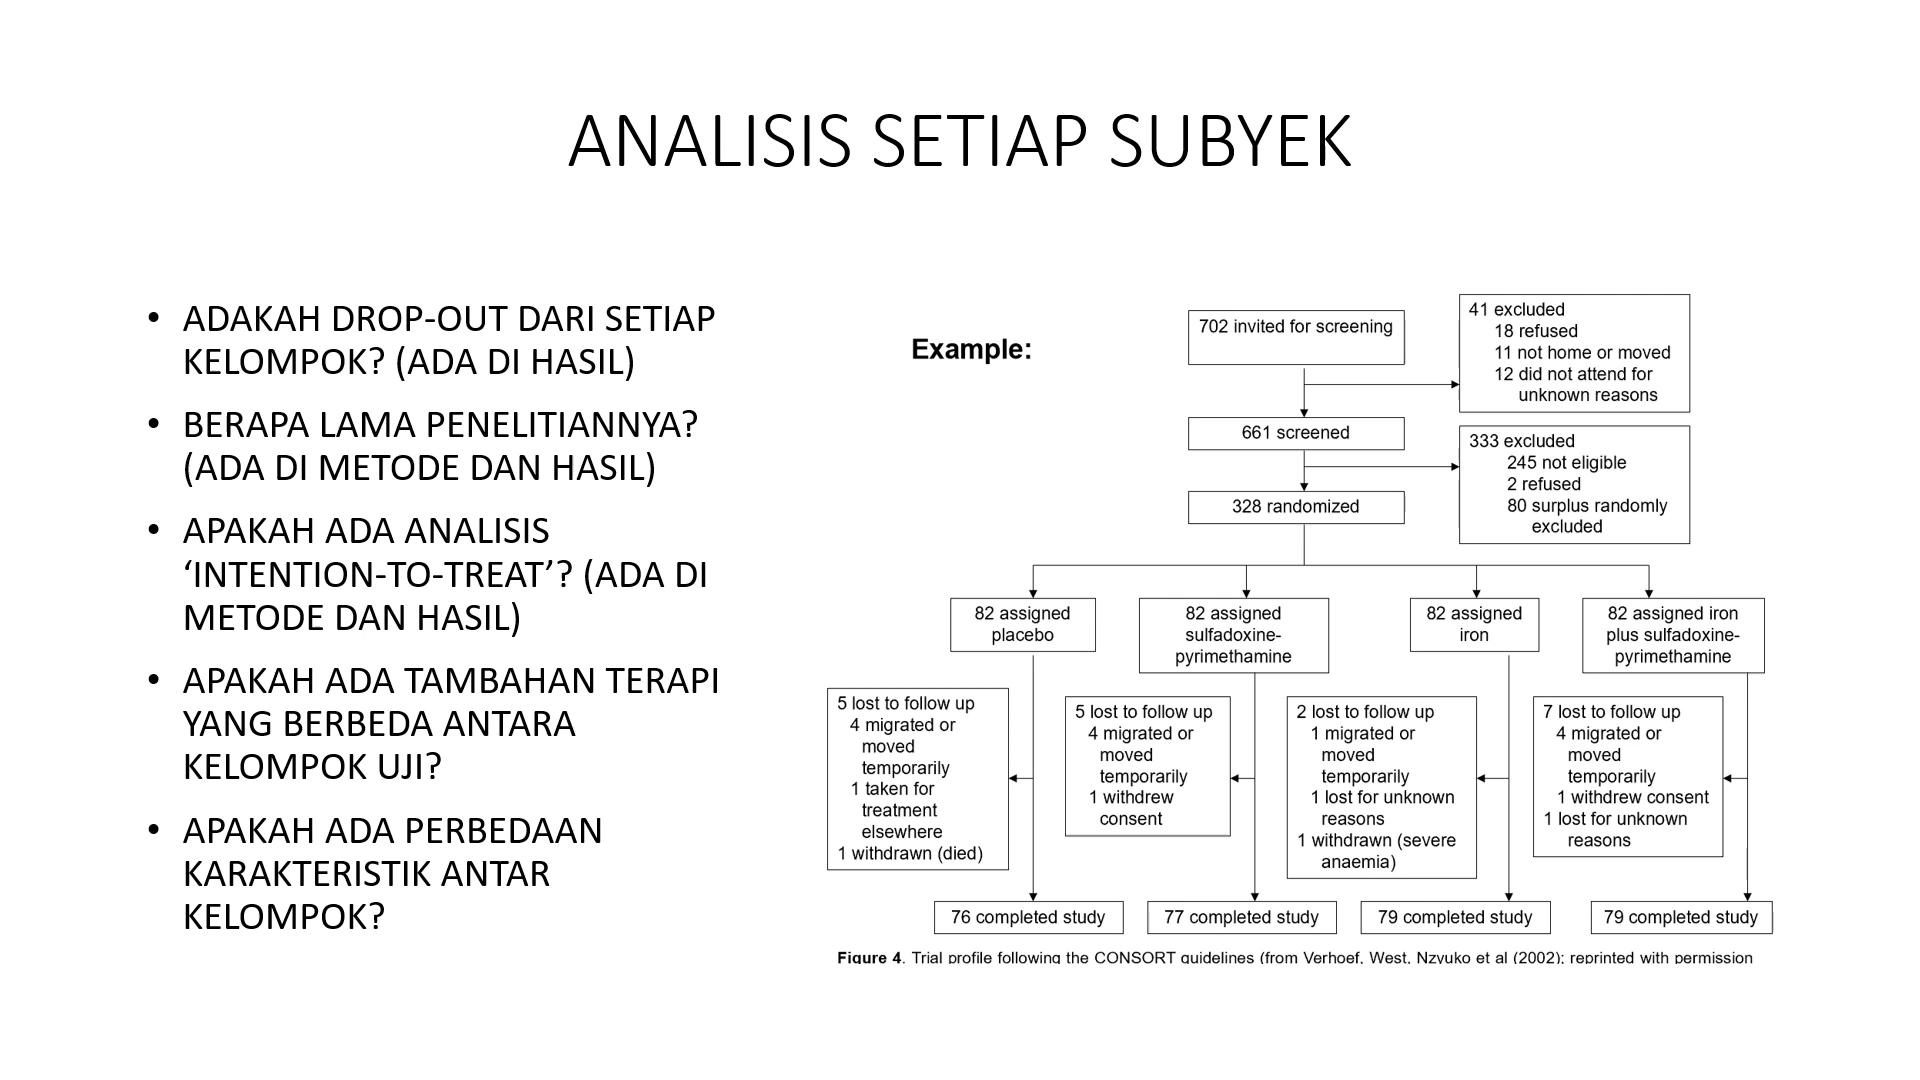 ANALISIS SETIAP SUBYEK
• ADAKAH DROP-OUT DARI SETIAP
KELOMPOK? (ADA DI HASIL)
• BERAPA LAMA PENELITIANNYA?
(ADA DI METODE DAN HASIL)
• APAKAH ADA ANALISIS
‘INTENTION-TO-TREAT’? (ADA DI
METODE DAN HASIL)
• APAKAH ADA TAMBAHAN TERAPI
YANG BERBEDA ANTARA
KELOMPOK UJI?
• APAKAH ADA PERBEDAAN
KARAKTERISTIK ANTAR
KELOMPOK?
Example:
702 invited for screening
41 excluded
18 refused
11 not home or moved
12 did not attend for
unknown reasons
661 screened
333 excluded
245 not eligible
2 refused
80 surplus randomly
excluded
328 randomized
82 assigned
placebo
82 assigned
sulfadoxine-
pyrimethamine
82 assigned
iron
82 assigned iron
plus sulfadoxine-
pyrimethamine
5 lost to follow up
4 migrated or
moved
temporarily
1 taken for
treatment
elsewhere
1 withdrawn (died)
5 lost to follow up
4 migrated or
moved
temporarily
1 withdrew
consent
2 lost to follow up
1 migrated or
moved
temporarily
1 lost for unknown
reasons
1 withdrawn (severe
anaemia)
7 lost to follow up
4 migrated or
moved
temporarily
1 withdrew consent
1 lost for unknown
reasons
76 completed study
77 completed study
79 completed study
79 completed study
Figure 4. Trial profile following the CONSORT guidelines (from Verhoef, West, Nzyuko et al (2002); reprinted with permission